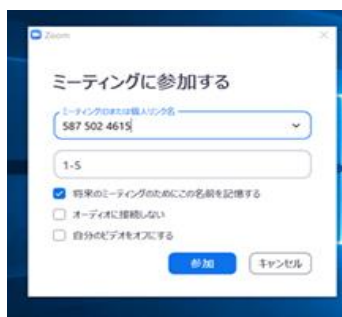 Zoom
ミーティングに参加する
ミーティングIDまたは個人リンク名
587 502 4615
1-5
将来のミーティングのためにこの名前を記憶する
オーディオに接続しない
自分のビデオをオフにする
参加
キャンセル